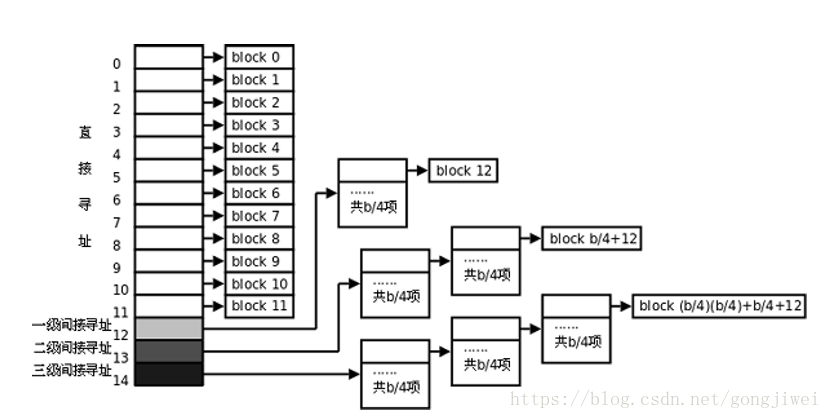 0 block 0
1 block 1
2 block 2
3 block 3
4 block 4
5 block 5
6 block 6
7 block 7
8 block 8
9 block 9
10 block 10
11 block 11
直
接
寻
址
一级间接寻址 12
二级间接寻址 13
三级间接寻址 14
……
共b/4项
block 12
……
共b/4项
……
共b/4项
block b/4+12
……
共b/4项
……
共b/4项
……
共b/4项
block (b/4)(b/4)+b/4+12
https://blog.csdn.net/gongjiwei